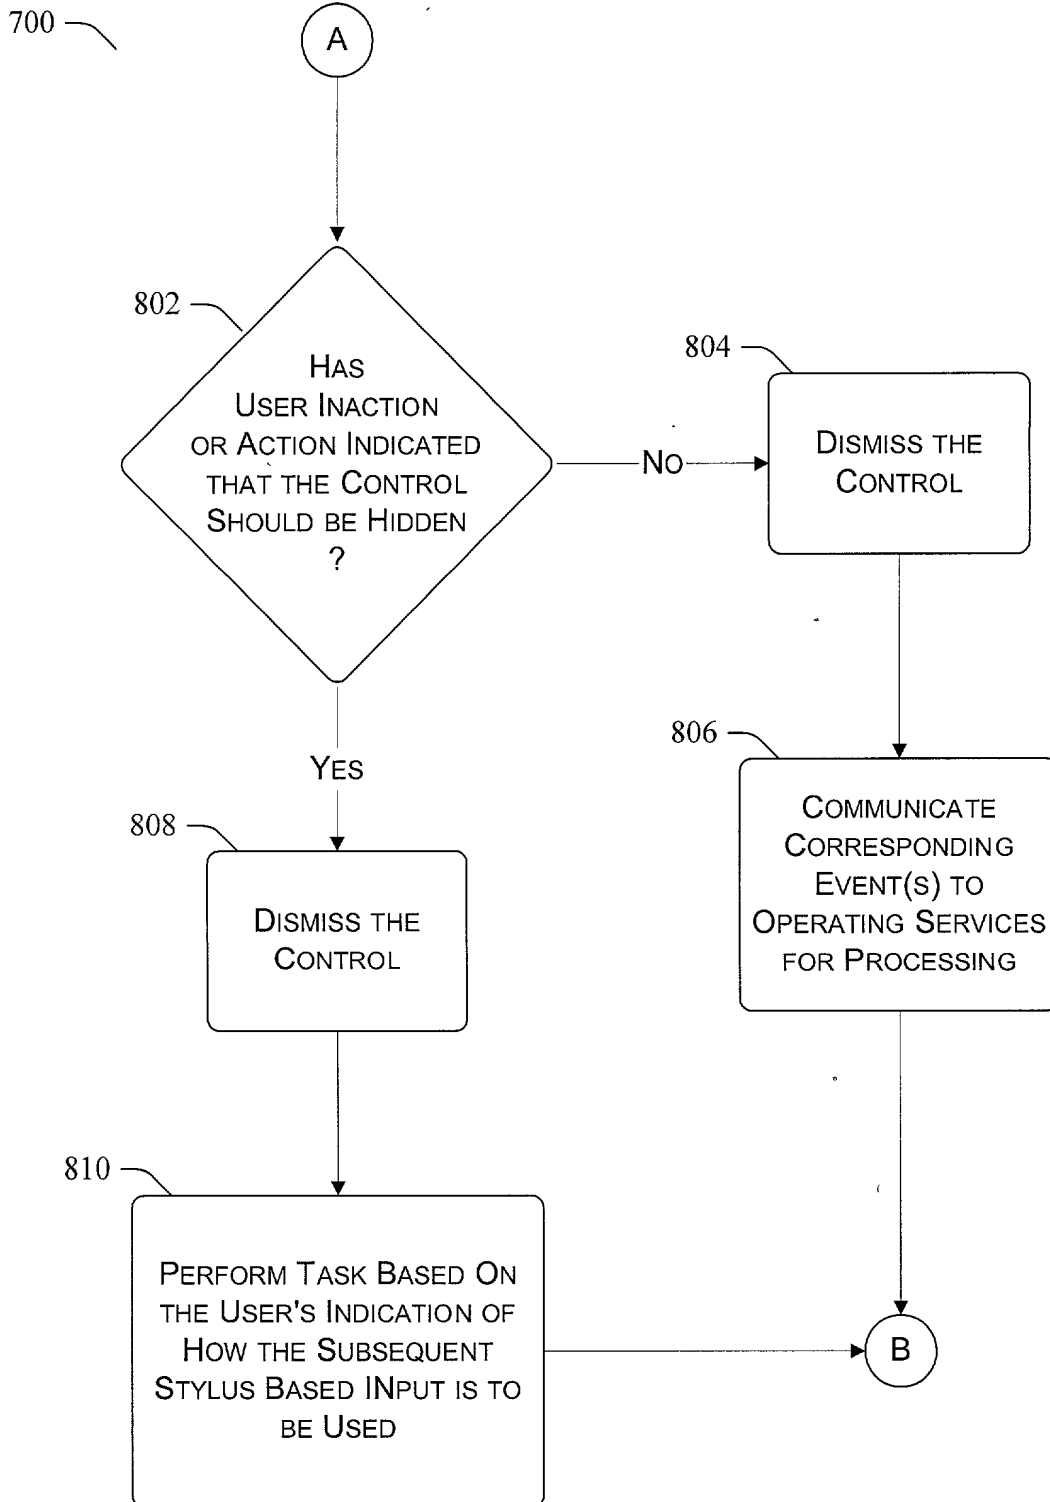 700
A
802
HAS
USER INACTION
OR ACTION INDICATED
THAT THE CONTROL
SHOULD BE HIDDEN
?
NO
804
DISMISS THE
CONTROL
806
COMMUNICATE
CORRESPONDING
EVENT(S) TO
OPERATING SERVICES
FOR PROCESSING
YES
808
DISMISS THE
CONTROL
810
PERFORM TASK BASED ON
THE USER'S INDICATION OF
HOW THE SUBSEQUENT
STYLUS BASED INPUT IS TO
BE USED
B